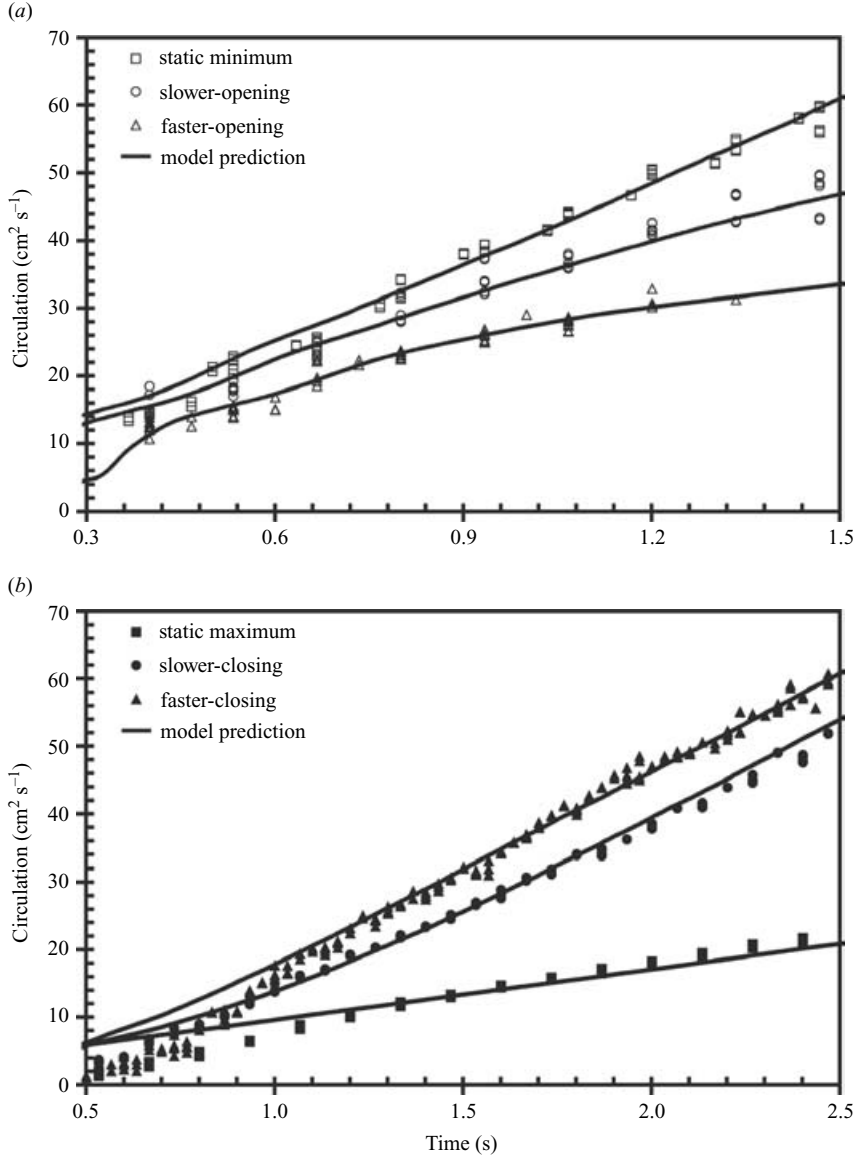 (a)
70
60
50
40
30
20
10
0
Circulation (cm² s⁻¹)
static minimum
slower-opening
faster-opening
model prediction
0.3 0.6 0.9 1.2 1.5
(b)
70
60
50
40
30
20
10
0
Circulation (cm² s⁻¹)
static maximum
slower-closing
faster-closing
model prediction
0.5 1.0 1.5 2.0 2.5
Time (s)